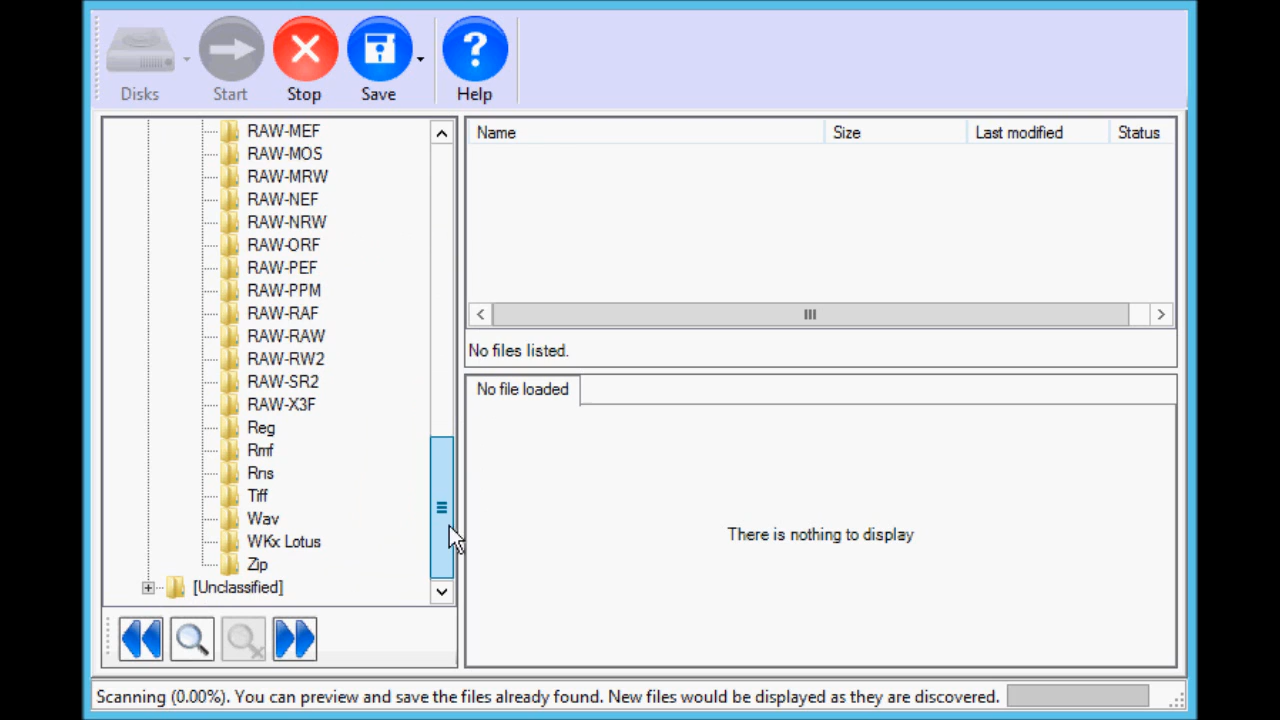 Disks
Start
Stop
Save
Help
RAW-MEF
RAW-MOS
RAW-MRW
RAW-NEF
RAW-NRW
RAW-ORF
RAW-PEF
RAW-PPM
RAW-RAF
RAW-RAW
RAW-RW2
RAW-SR2
RAW-X3F
Reg
Rmf
Rns
Tiff
Wav
WKx Lotus
Zip
[Unclassified]
Name Size Last modified Status
No files listed.
No file loaded
There is nothing to display
Scanning (0.00%). You can preview and save the files already found. New files would be displayed as they are discovered.